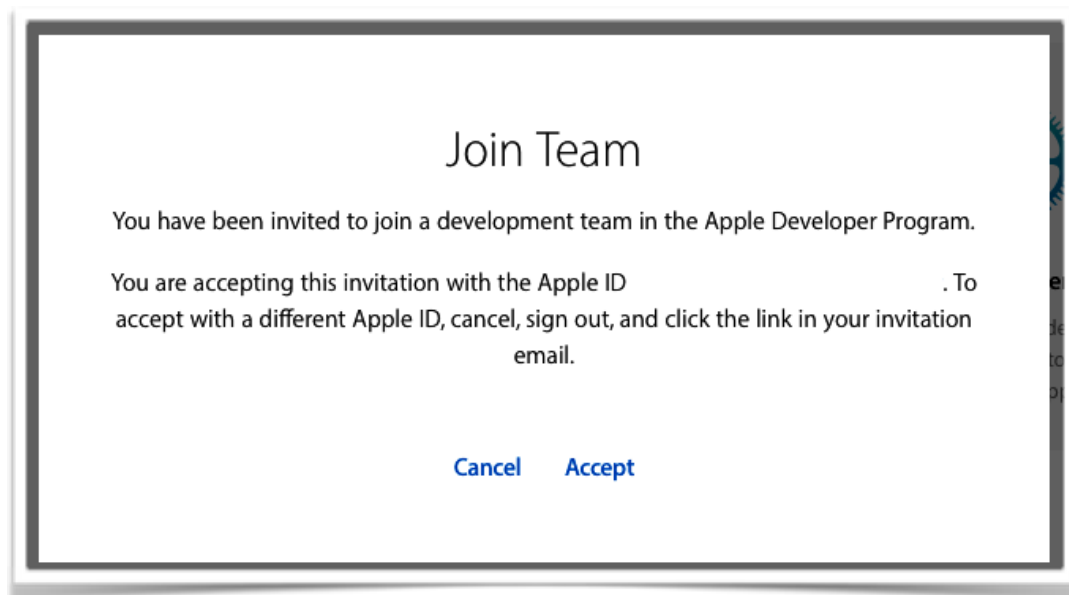 Join Team
You have been invited to join a development team in the Apple Developer Program.
You are accepting this invitation with the Apple ID . To
accept with a different Apple ID, cancel, sign out, and click the link in your invitation
email.
Cancel Accept